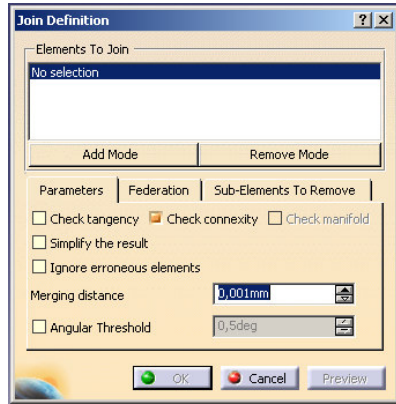 Join Definition
Elements To Join
No selection
Add Mode Remove Mode
Parameters Federation Sub-Elements To Remove
Check tangency Check connexity Check manifold
Simplify the result
Ignore erroneous elements
Merging distance 0,001mm
Angular Threshold 0,5deg
OK Cancel Preview